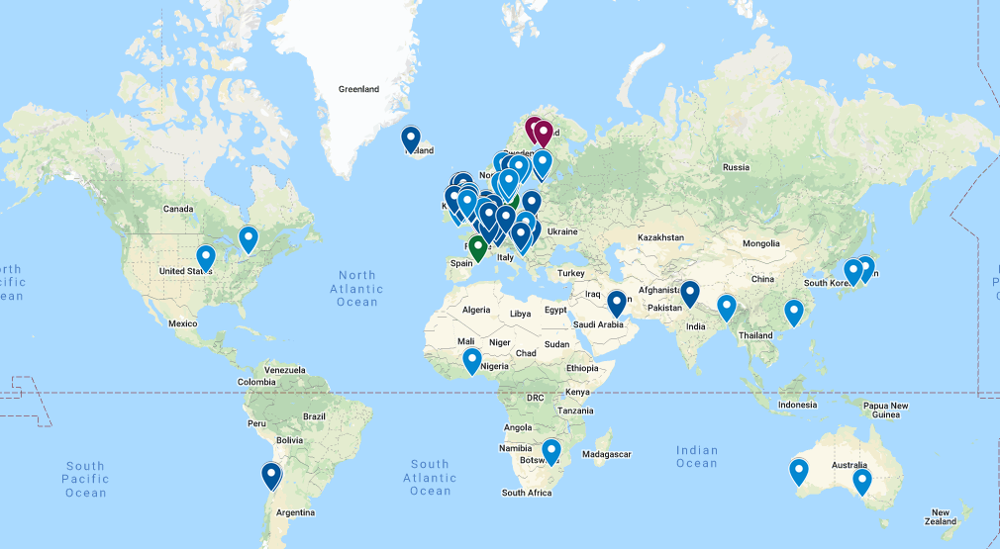 Greenland
Russia
Canada
Ukraine
Kazakhstan
Mongolia
United States
North
Atlantic
Ocean
Spain
Italy
Turkey
China
South Korea
Iraq
Afghanista
Pakistan
Algeria
Libya
Egypt
Saudi Arabia
India
Thailand
Mexico
Mali
Niger
Chad
Sudan
Nigeria
Ethiopia
Venezuela
Colombia
DRC
Kenya
Tanzania
Indonesia
Papua New
Guinea
Peru
Brazil
Bolivia
Angola
Namibia
Madagascar
South
Pacific
Ocean
South
Atlantic
Ocean
Indian
Ocean
Australia
South Africa
Argentina
New
Zealand